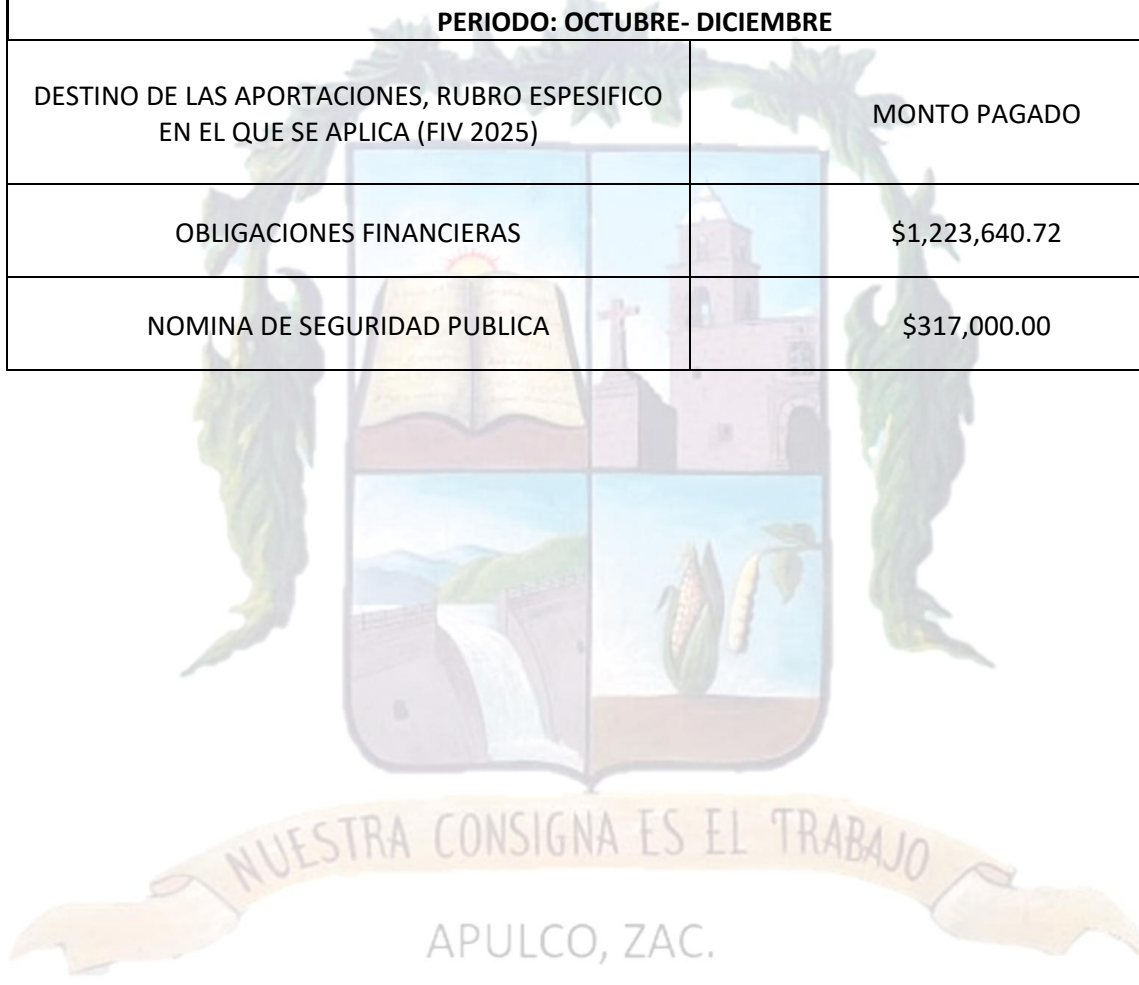 PERIODO: OCTUBRE- DICIEMBRE
DESTINO DE LAS APORTACIONES, RUBRO ESPESIFICO
EN EL QUE SE APLICA (FIV 2025)
MONTO PAGADO
OBLIGACIONES FINANCIERAS
$1,223,640.72
NOMINA DE SEGURIDAD PUBLICA
$317,000.00
NUESTRA CONSIGNA ES EL TRABAJO
APULCO, ZAC.